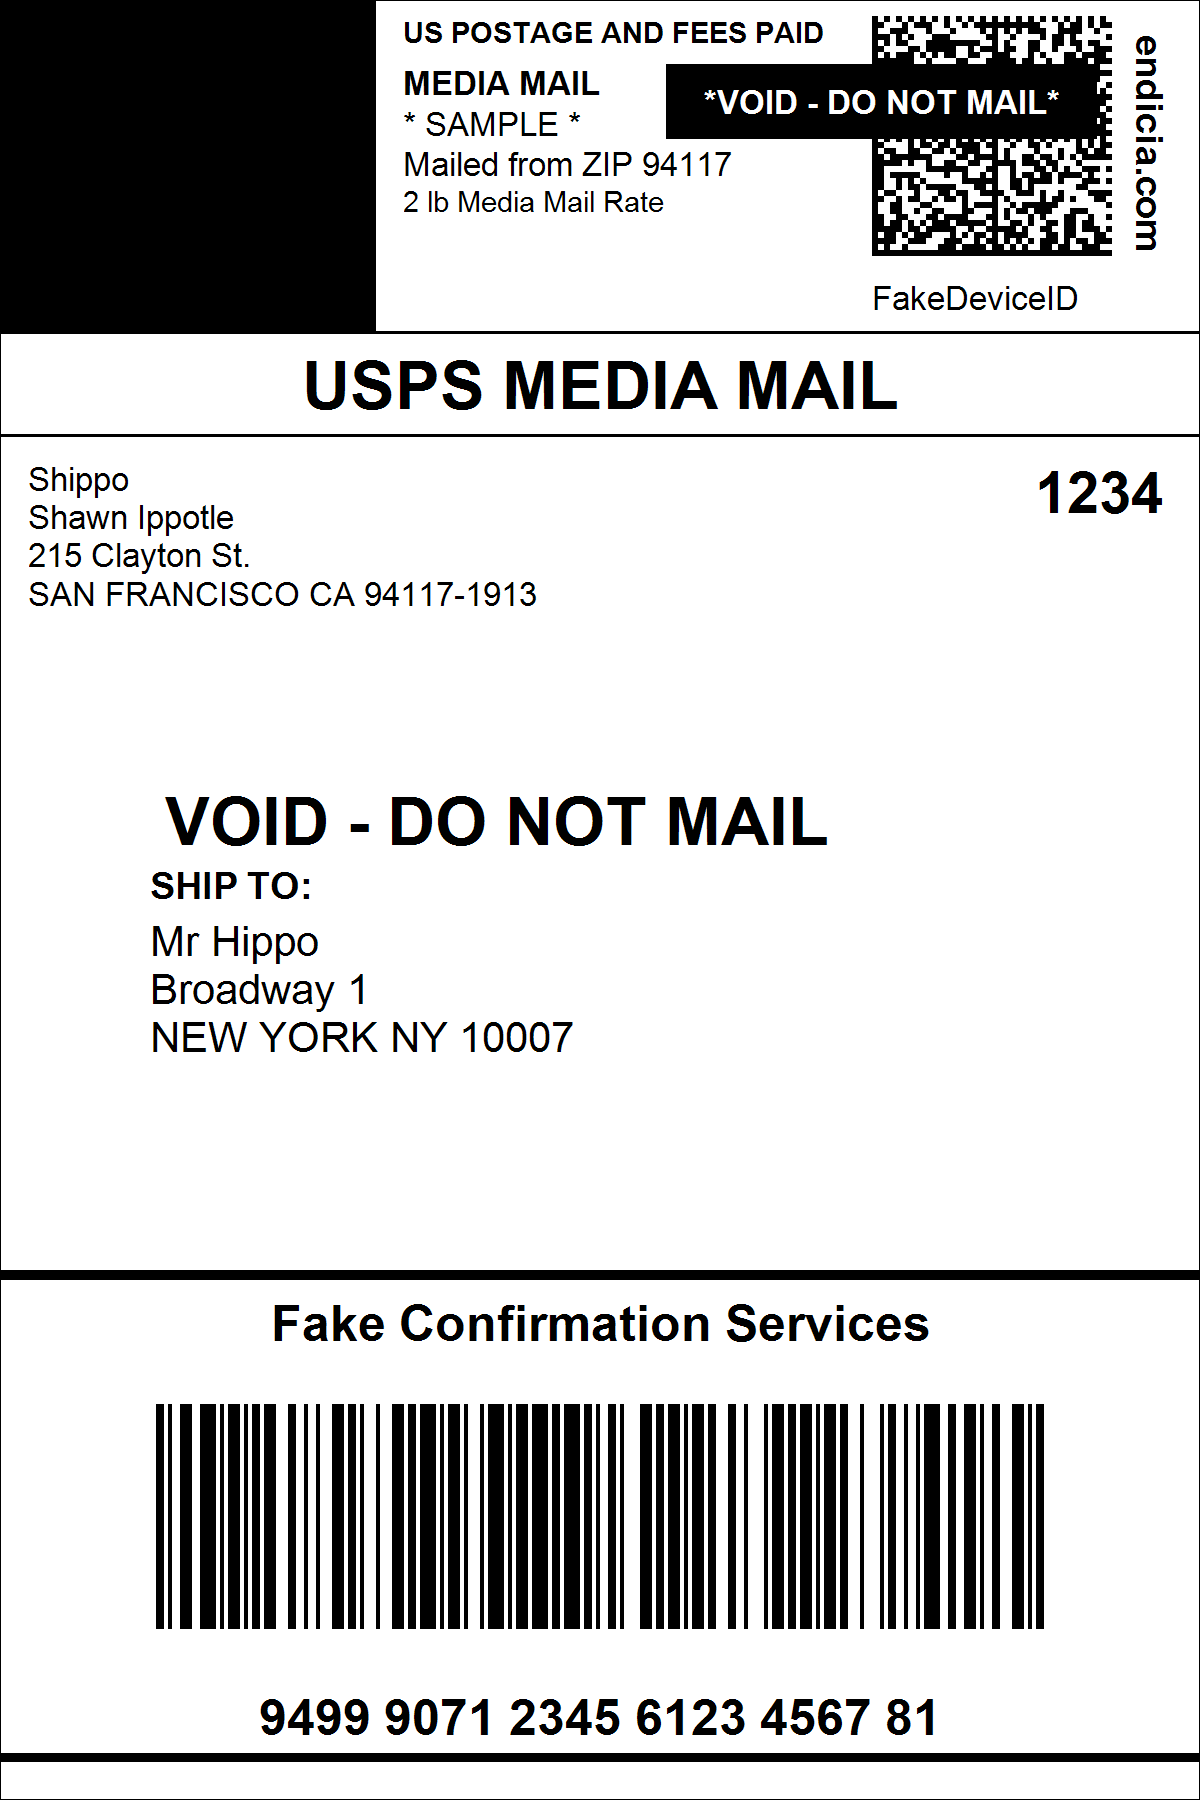 US POSTAGE AND FEES PAID
MEDIA MAIL
*VOID - DO NOT MAIL*
* SAMPLE *
Mailed from ZIP 94117
2 lb Media Mail Rate
endicia.com
FakeDeviceID
USPS MEDIA MAIL
Shippo
1234
Shawn Ippotle
215 Clayton St.
SAN FRANCISCO CA 94117-1913
VOID - DO NOT MAIL
SHIP TO:
Mr Hippo
Broadway 1
NEW YORK NY 10007
Fake Confirmation Services
9499 9071 2345 6123 4567 81